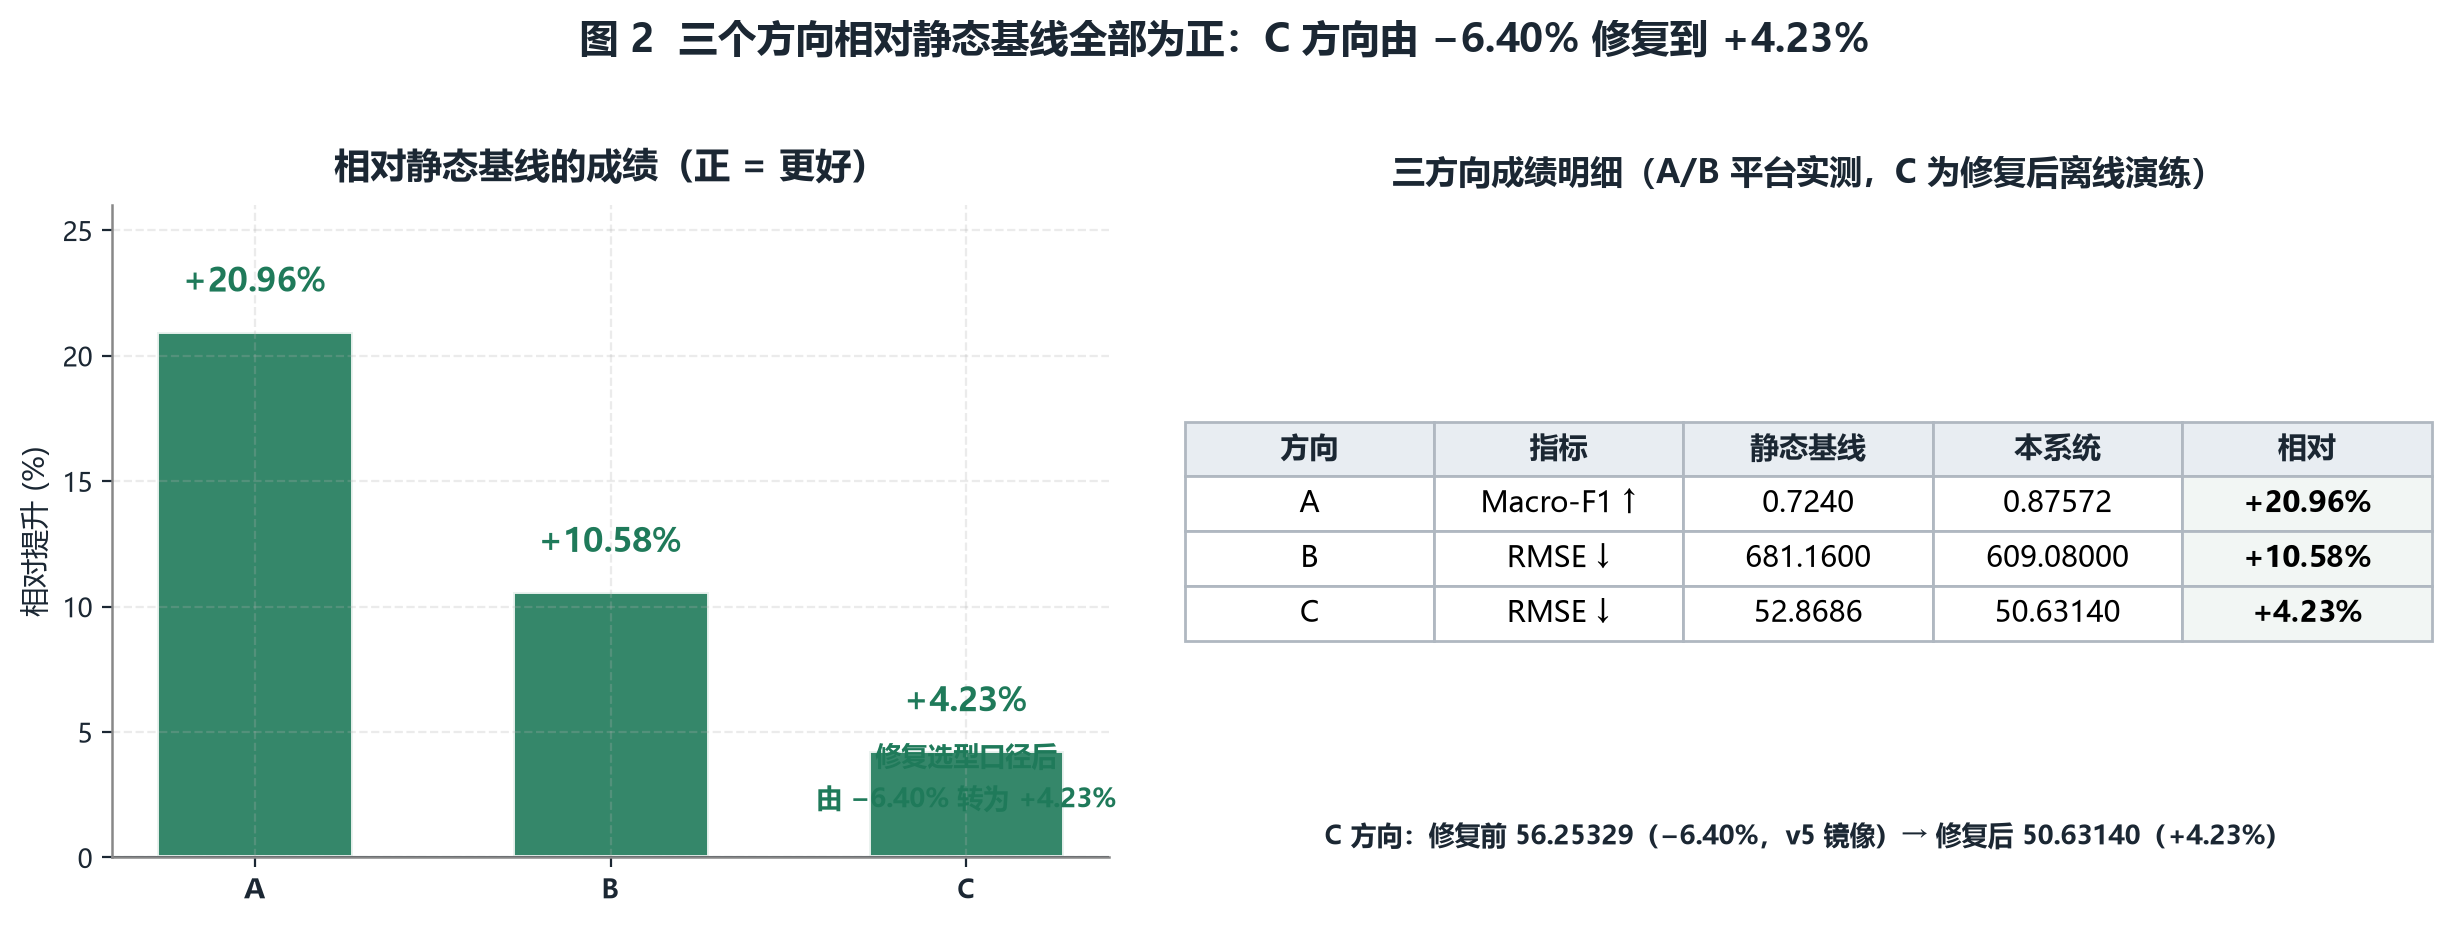 图 2 三个方向相对静态基线全部为正：C 方向由 −6.40% 修复到 +4.23%
相对静态基线的成绩（正 = 更好）
相对提升 (%)
25
20
15
10
5
0
+20.96%
+10.58%
+4.23%
修复选型口径后
由 −6.40% 转为 +4.23%
A B C
三方向成绩明细（A/B 平台实测，C 为修复后离线演练）
方向 指标 静态基线 本系统 相对
A Macro-F1 ↑ 0.7240 0.87572 +20.96%
B RMSE ↓ 681.1600 609.08000 +10.58%
C RMSE ↓ 52.8686 50.63140 +4.23%
C 方向：修复前 56.25329（−6.40%，v5 镜像）→ 修复后 50.63140（+4.23%）